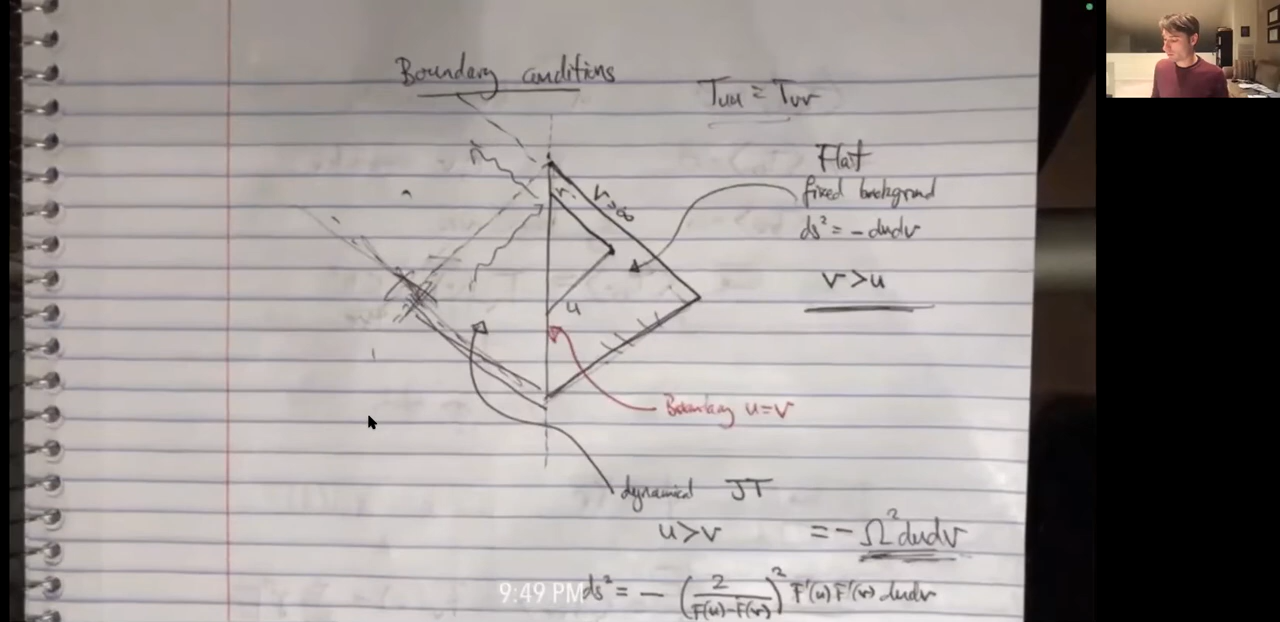 Boundary conditions
Tuu = Tvv
Flat
fixed background
ds² = -dudv
v>u
v→∞
u
Boundary u=v
dynamical JT
u>v
= -Ω²dudv
9:49 PM
ds² = - (2/(F(u)-F(v)))² F'(u) F'(v) dudv